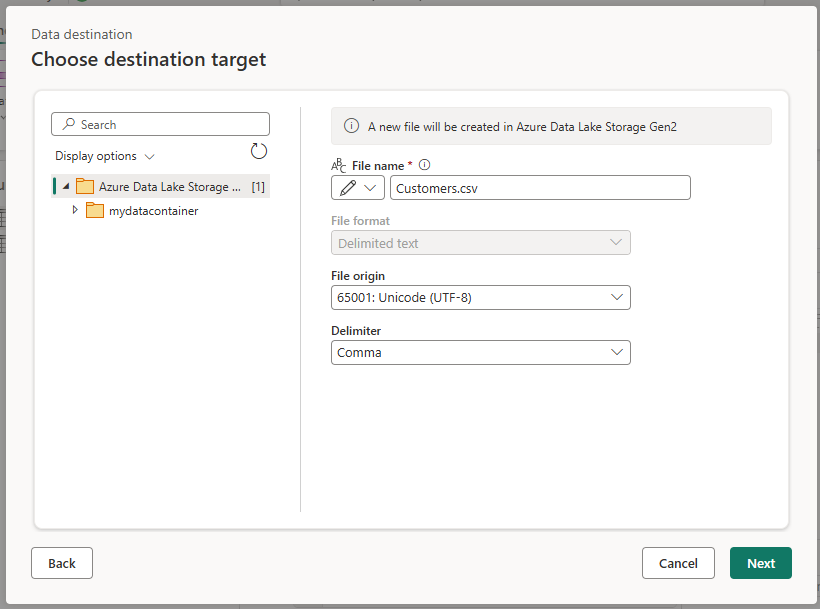 Data destination
Choose destination target
Search
Display options
Azure Data Lake Storage ... [1]
mydatacontainer
A new file will be created in Azure Data Lake Storage Gen2
File name *
Customers.csv
File format
Delimited text
File origin
65001: Unicode (UTF-8)
Delimiter
Comma
Back
Cancel
Next